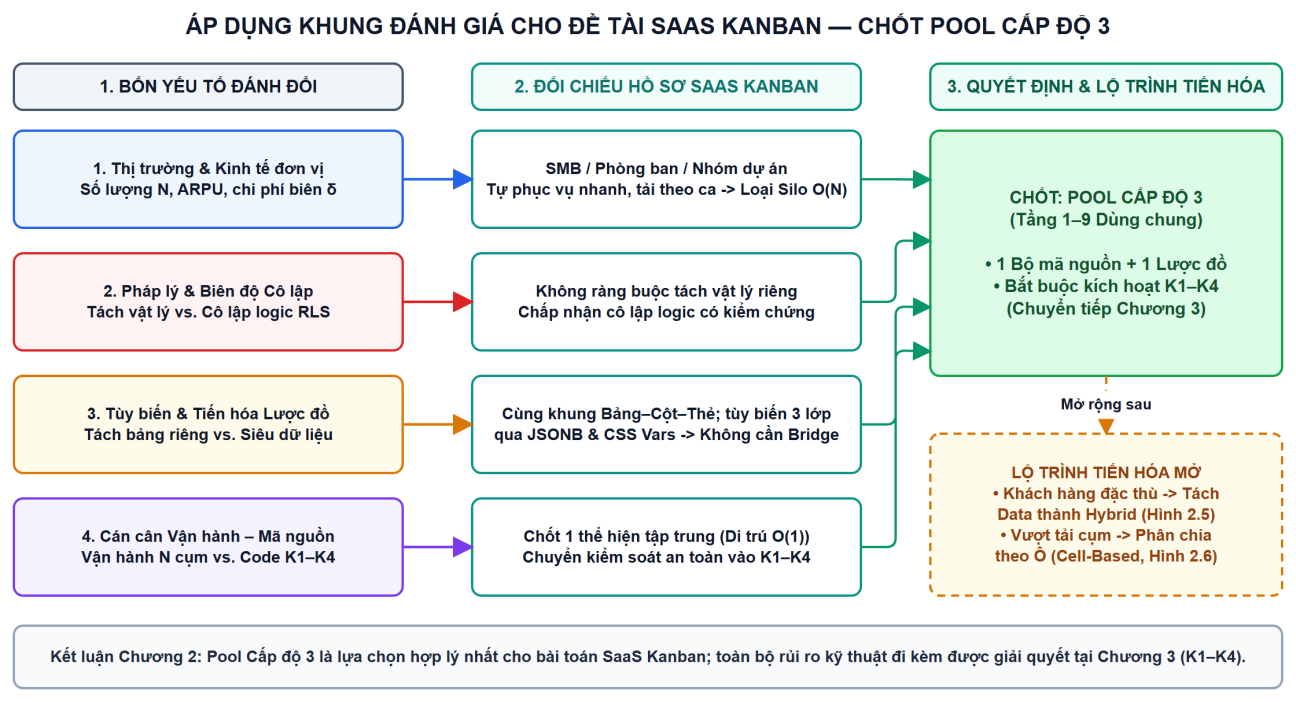 ÁP DỤNG KHUNG ĐÁNH GIÁ CHO ĐỀ TÀI SAAS KANBAN — CHỐT POOL CẤP ĐỘ 3
1. BỐN YẾU TỐ ĐÁNH ĐỔI
2. ĐỐI CHIẾU HỒ SƠ SAAS KANBAN
3. QUYẾT ĐỊNH & LỘ TRÌNH TIẾN HÓA
1. Thị trường & Kinh tế đơn vị
Số lượng N, ARPU, chi phí biên δ
SMB / Phòng ban / Nhóm dự án
Tự phục vụ nhanh, tải theo ca -> Loại Silo O(N)
2. Pháp lý & Biên độ Cô lập
Tách vật lý vs. Cô lập logic RLS
Không ràng buộc tách vật lý riêng
Chấp nhận cô lập logic có kiểm chứng
3. Tùy biến & Tiến hóa Lược đồ
Tách bảng riêng vs. Siêu dữ liệu
Cùng khung Bảng–Cột–Thẻ; tùy biến 3 lớp
qua JSONB & CSS Vars -> Không cần Bridge
4. Cán cân Vận hành – Mã nguồn
Vận hành N cụm vs. Code K1–K4
Chốt 1 thể hiện tập trung (Di trú O(1))
Chuyển kiểm soát an toàn vào K1–K4
CHỐT: POOL CẤP ĐỘ 3
(Tầng 1–9 Dùng chung)
• 1 Bộ mã nguồn + 1 Lược đồ
• Bắt buộc kích hoạt K1–K4
(Chuyển tiếp Chương 3)
Mở rộng sau
LỘ TRÌNH TIẾN HÓA MỞ
• Khách hàng đặc thù -> Tách
Data thành Hybrid (Hình 2.5)
• Vượt tải cụm -> Phân chia
theo Ô (Cell-Based, Hình 2.6)
Kết luận Chương 2: Pool Cấp độ 3 là lựa chọn hợp lý nhất cho bài toán SaaS Kanban; toàn bộ rủi ro kỹ thuật đi kèm được giải quyết tại Chương 3 (K1–K4).